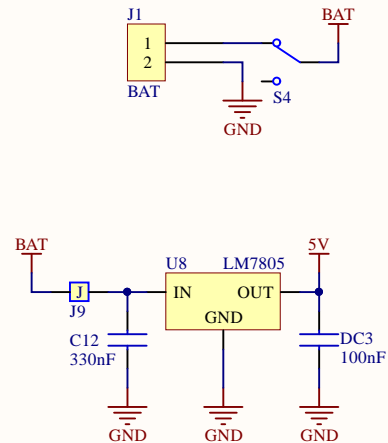 J1
BAT
1
2
BAT
S4
GND
BAT
U8 LM7805
5V
J
IN OUT
GND
J9
C12
330nF
DC3
100nF
GND GND GND